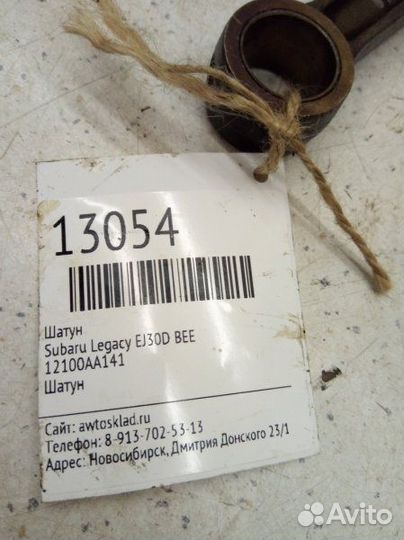 13054
Шатун
Subaru Legacy EJ30D BEE
12100AA141
Шатун
Сайт: awtosklad.ru
Телефон: 8-913-702-53-13
Адрес: Новосибирск, Дмитрия Донского 23/1
Avito